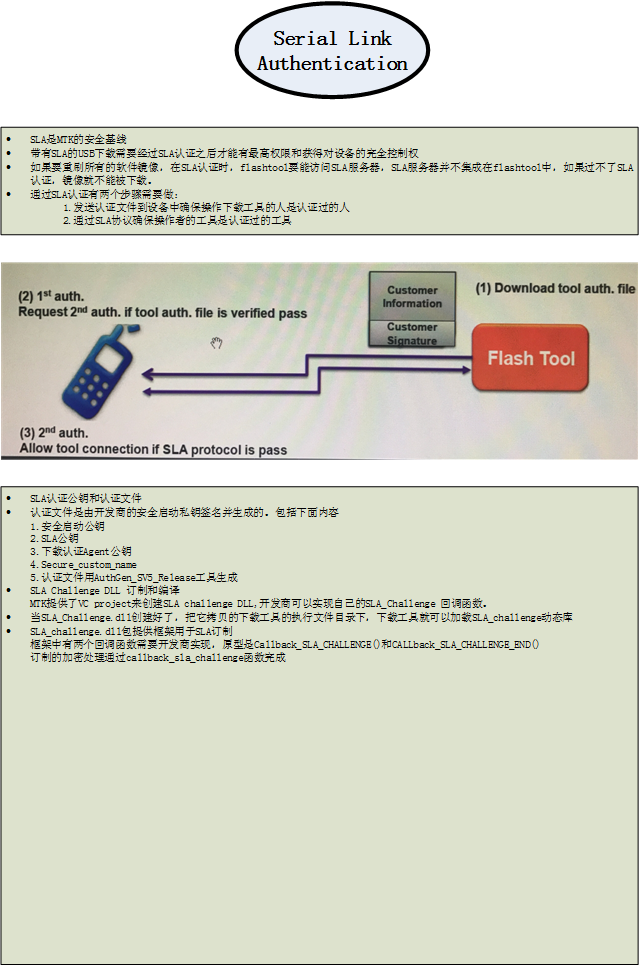 Serial Link
Authentication
• SLA是MTK的安全基线
• 带有SLA的USB下载需要经过SLA认证之后才能有最高权限和获得对设备的完全控制权
• 如果要重刷所有的软件镜像，在SLA认证时，flashtool要能访问SLA服务器，SLA服务器并不集成在flashtool中，如果过不了SLA
认证，镜像就不能被下载。
• 通过SLA认证有两个步骤需要做：
1.发送认证文件到设备中确保操作下载工具的人是认证过的人
2.通过SLA协议确保操作者的工具是认证过的工具
(2) 1st auth.
Request 2nd auth. if tool auth. file is verified pass
Customer
Information
Customer
Signature
(1) Download tool auth. file
Flash Tool
(3) 2nd auth.
Allow tool connection if SLA protocol is pass
• SLA认证公钥和认证文件
• 认证文件是由开发商的安全启动私钥签名并生成的。包括下面内容
1.安全启动公钥
2.SLA公钥
3.下载认证Agent公钥
4.Secure_custom_name
5.认证文件用AuthGen_SV5_Release工具生成
• SLA Challenge DLL 订制和编译
MTK提供了VC project来创建SLA challenge DLL,开发商可以实现自己的SLA_Challenge 回调函数。
• 当SLA_Challenge.dll创建好了，把它拷贝的下载工具的执行文件目录下，下载工具就可以加载SLA_challenge动态库
• SLA_challenge.dll包提供框架用于SLA订制
框架中有两个回调函数需要开发商实现，原型是Callback_SLA_CHALLENGE()和CALLback_SLA_CHALLENGE_END()
订制的加密处理通过callback_sla_challenge函数完成